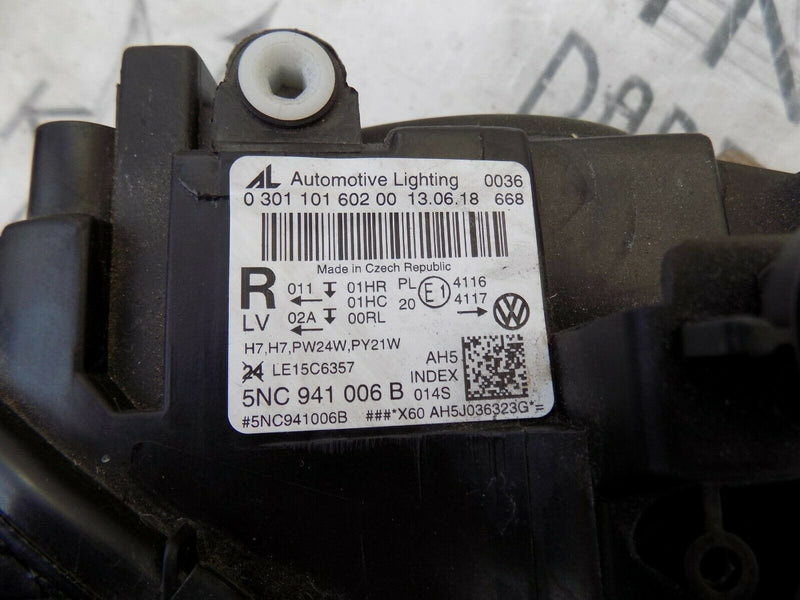 AL Automotive Lighting 0036
0 301 101 602 00 13.06.18 668
Made in Czech Republic
R 011 01HR PL E1 4116
01HC 20 4117
LV 02A 00RL
H7,H7,PW24W,PY21W
24 LE15C6357 AH5
INDEX
5NC 941 006 B 014S
#5NC941006B ###*X60 AH5J036323G*=